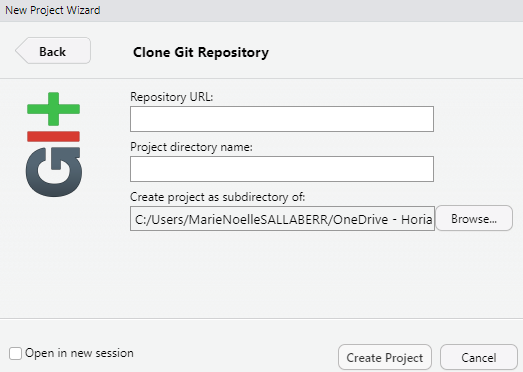 New Project Wizard
Back
Clone Git Repository
Repository URL:
Project directory name:
Create project as subdirectory of:
C:/Users/MarieNoelleSALLABERR/OneDrive - Horia
Browse...
GIt
Open in new session
Create Project
Cancel